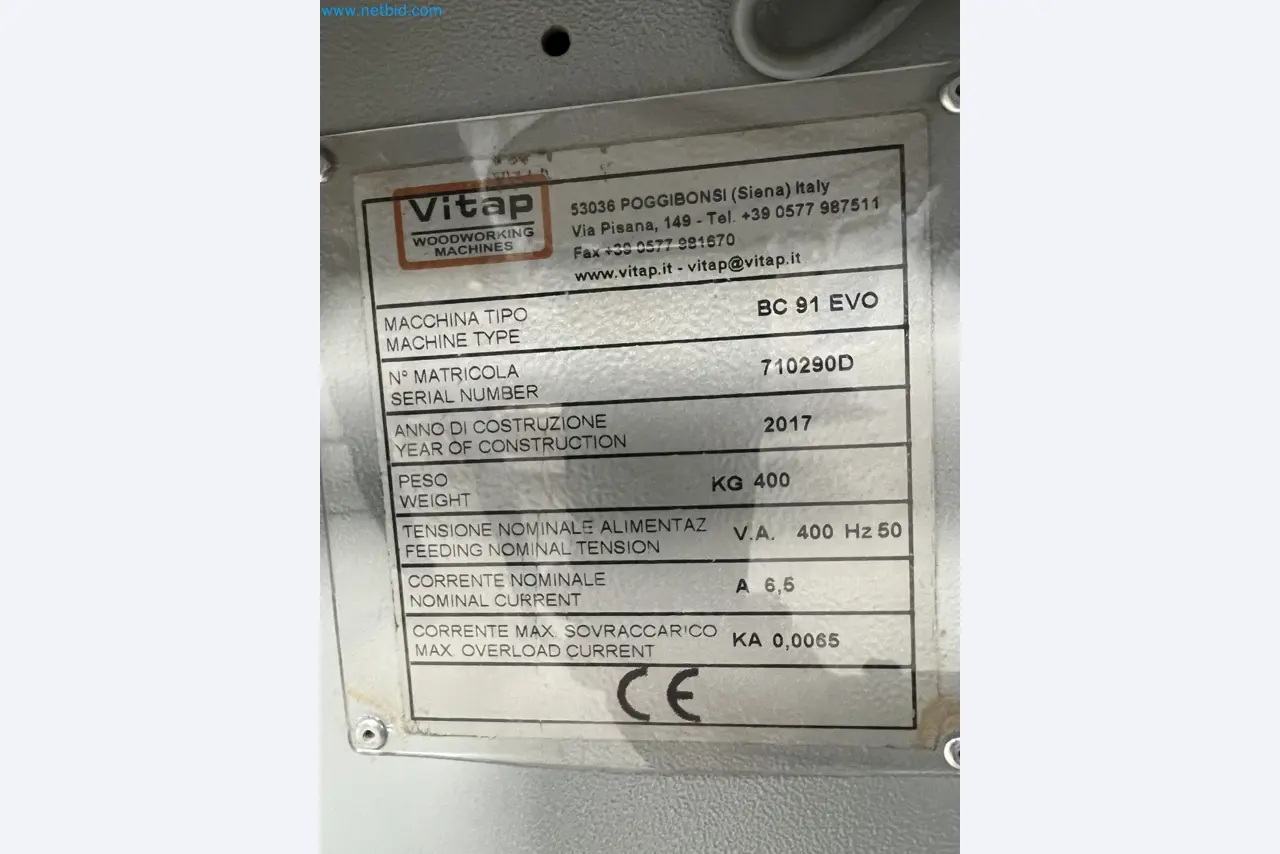 www.netbid.com
Vitap
WOODWORKING
MACHINES
53036 POGGIBONSI (Siena) Italy
Via Pisana, 149 - Tel. +39 0577 987511
Fax +39 0577 981670
www.vitap.it - vitap@vitap.it
MACCHINA TIPO
MACHINE TYPE
BC 91 EVO
N° MATRICOLA
SERIAL NUMBER
710290D
ANNO DI COSTRUZIONE
YEAR OF CONSTRUCTION
2017
PESO
WEIGHT
KG 400
TENSIONE NOMINALE ALIMENTAZ
FEEDING NOMINAL TENSION
V.A. 400 Hz 50
CORRENTE NOMINALE
NOMINAL CURRENT
A 6,5
CORRENTE MAX. SOVRACCARICO
MAX. OVERLOAD CURRENT
KA 0,0065
CE